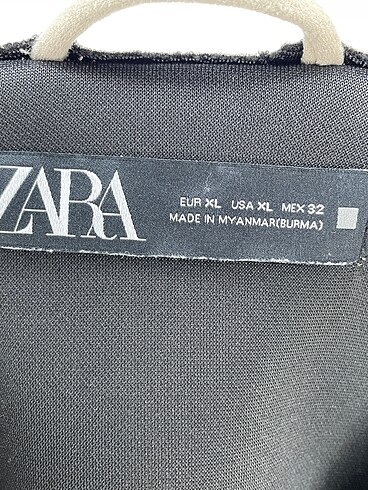 ZARA
EUR XL USA XL MEX 32
MADE IN MYANMAR(BURMA)